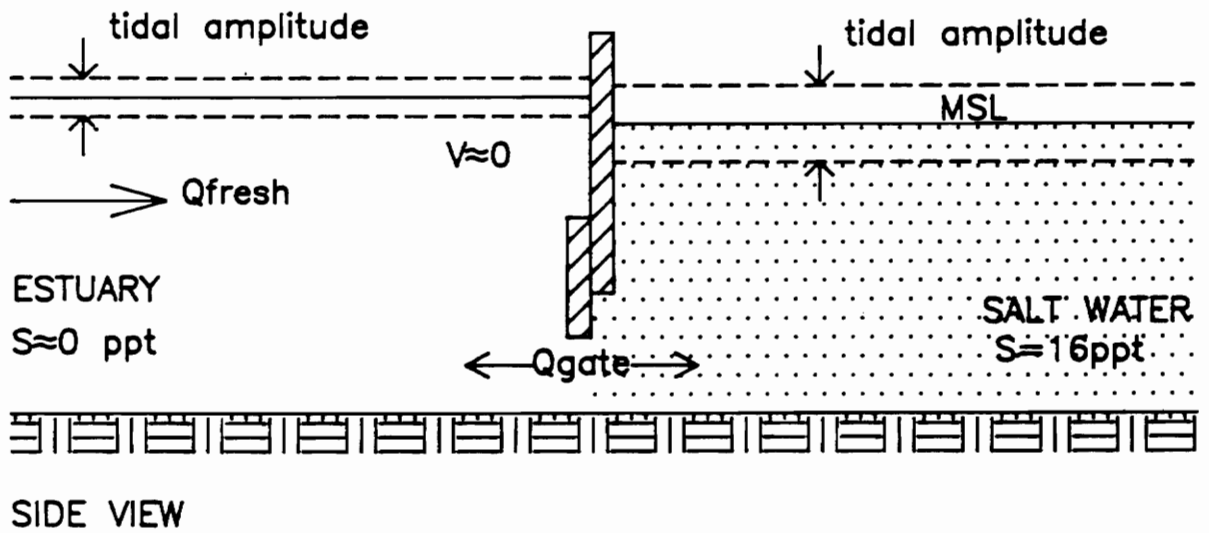 tidal amplitude
tidal amplitude
MSL
V≈0
Qfresh
ESTUARY
S≈0 ppt
SALT WATER
S=16ppt
Qgate
SIDE VIEW